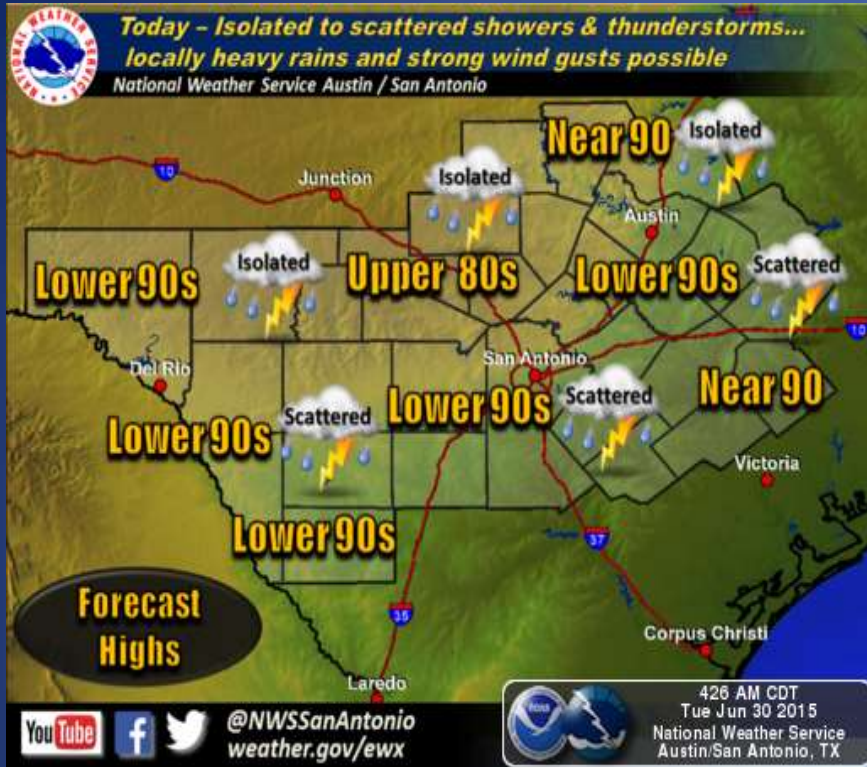 NATIONAL WEATHER SERVICE
Today – Isolated to scattered showers & thunderstorms...
locally heavy rains and strong wind gusts possible
National Weather Service Austin / San Antonio
Near 90
Isolated
10
Junction
Isolated
Austin
Lower 90s
Isolated
Upper 80s
Lower 90s
Scattered
10
San Antonio
Del Rio
Scattered
Lower 90s
Scattered
Near 90
Lower 90s
Victoria
Lower 90s
37
Forecast
Highs
35
Corpus Christi
Laredo
You Tube
f
@NWSSanAntonio
weather.gov/ewx
426 AM CDT
Tue Jun 30 2015
National Weather Service
Austin/San Antonio, TX